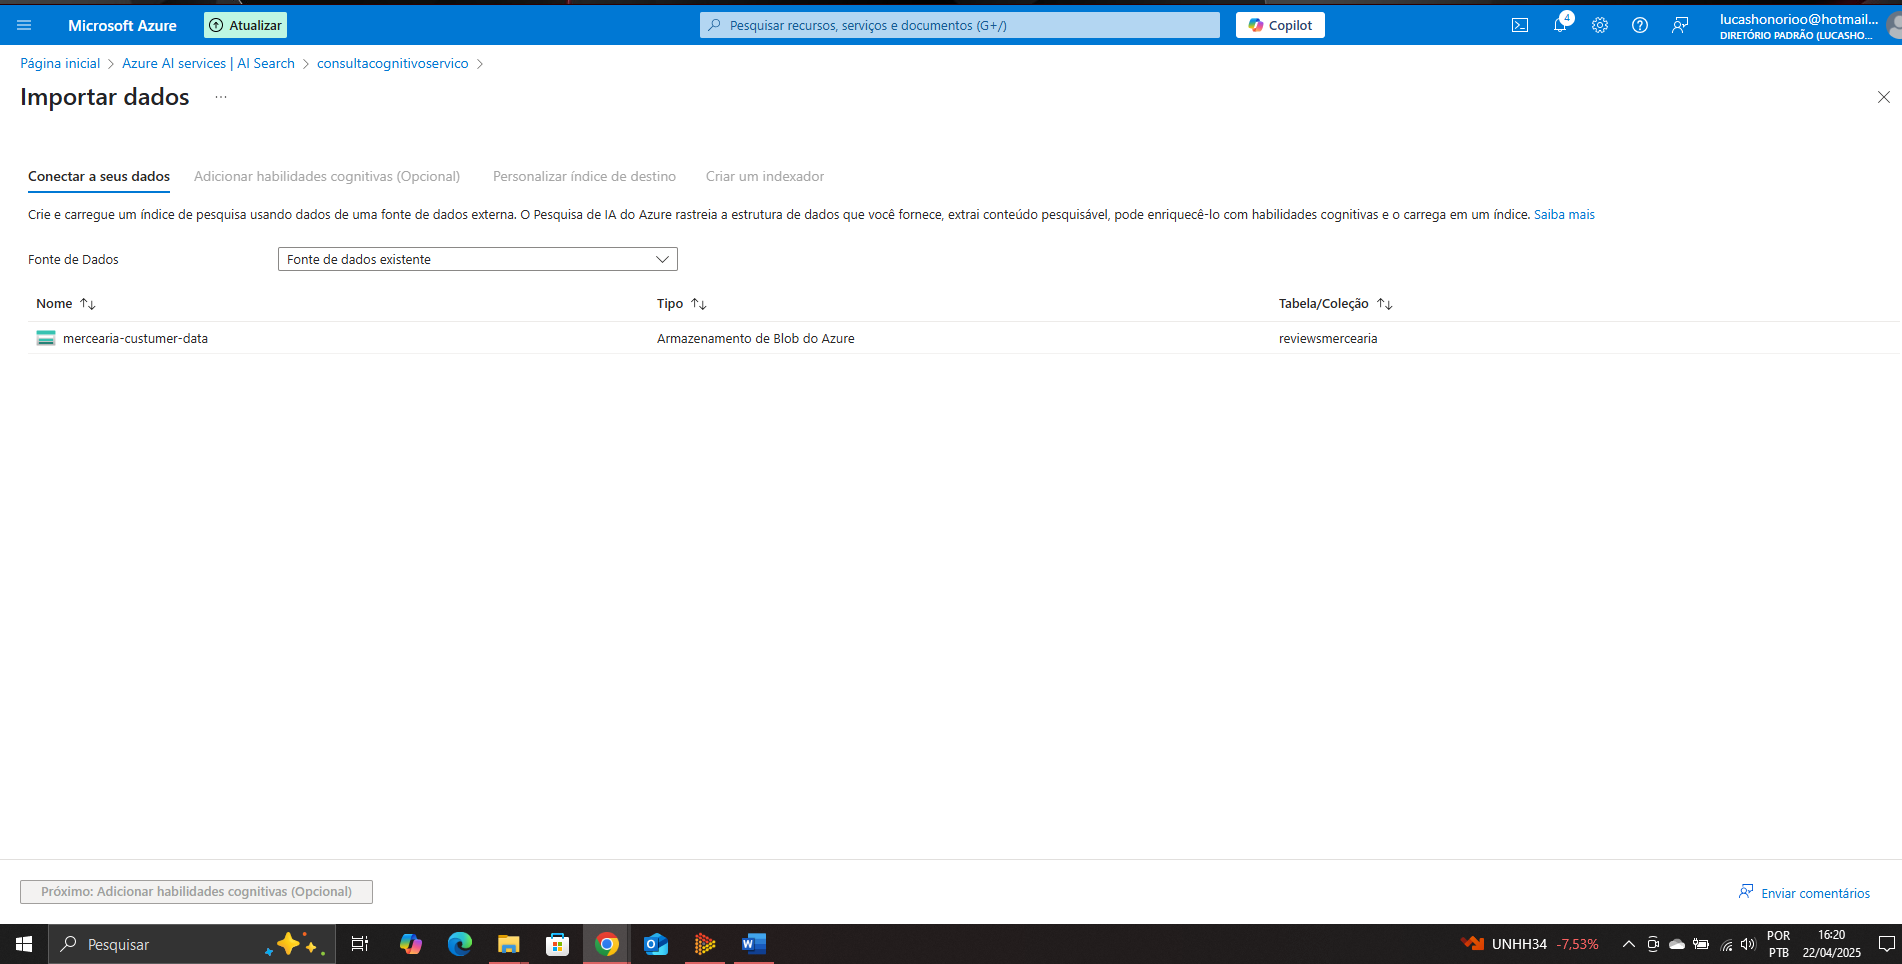 Microsoft Azure
Atualizar
Pesquisar recursos, serviços e documentos (G+/)
Copilot
4
lucashonorioo@hotmail...
DIRETÓRIO PADRÃO (LUCASHO...
Página inicial > Azure AI services | AI Search > consultacognitivoservico >
Importar dados ...
Conectar a seus dados
Adicionar habilidades cognitivas (Opcional)
Personalizar índice de destino
Criar um indexador
Crie e carregue um índice de pesquisa usando dados de uma fonte de dados externa. O Pesquisa de IA do Azure rastreia a estrutura de dados que você fornece, extrai conteúdo pesquisável, pode enriquecê-lo com habilidades cognitivas e o carrega em um índice. Saiba mais
Fonte de Dados
Fonte de dados existente
Nome
Tipo
Tabela/Coleção
mercearia-custumer-data
Armazenamento de Blob do Azure
reviewsmercearia
Próximo: Adicionar habilidades cognitivas (Opcional)
Enviar comentários
Pesquisar
UNHH34 -7,53%
POR
PTB
16:20
22/04/2025